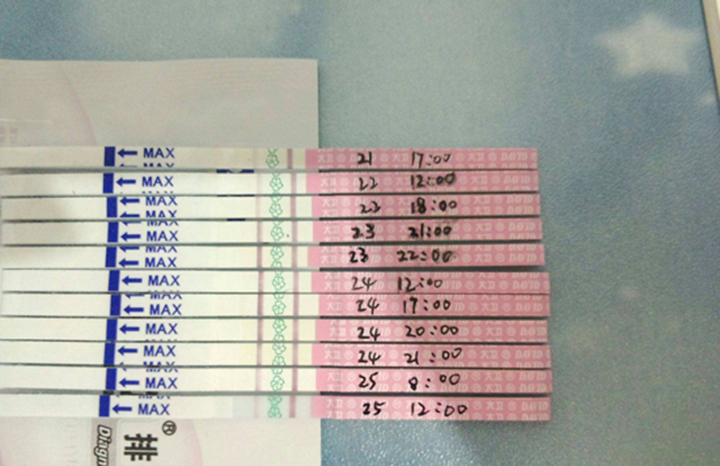 MAX 21 17:00
MAX 22 12:00
MAX 22 18:00
MAX 23 21:00
MAX 23 22:00
MAX 24 12:00
MAX 24 17:00
MAX 24 20:00
MAX 24 21:00
MAX 25 8:00
MAX 25 12:00
排®
Diagn